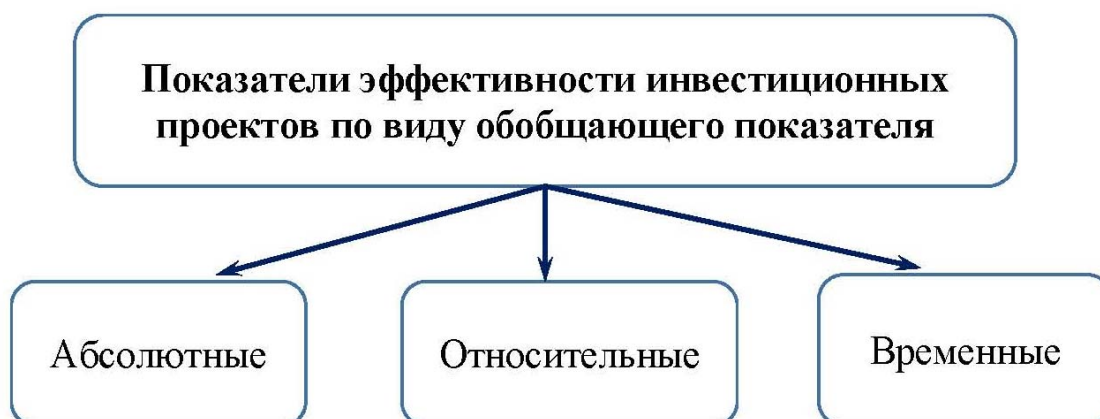 Показатели эффективности инвестиционных
проектов по виду обобщающего показателя
Абсолютные
Относительные
Временные